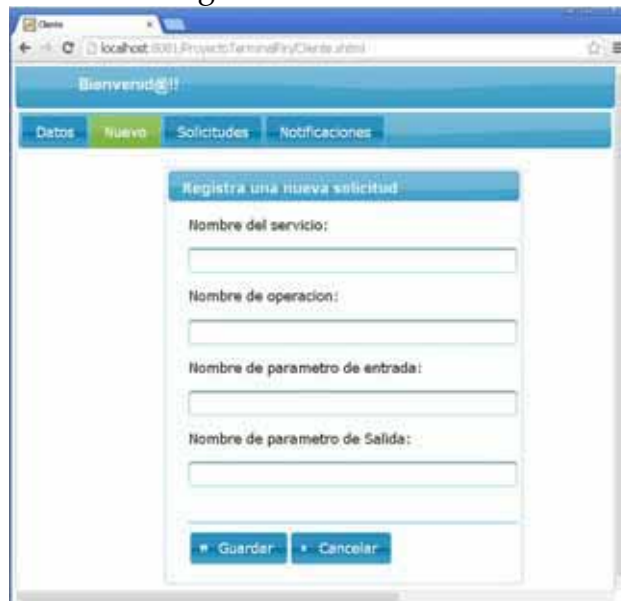 Cliente
Bienvenid@!!
Datos Nuevo Solicitudes Notificaciones
Registra una nueva solicitud
Nombre del servicio:
Nombre de operacion:
Nombre de parametro de entrada:
Nombre de parametro de Salida:
Guardar Cancelar